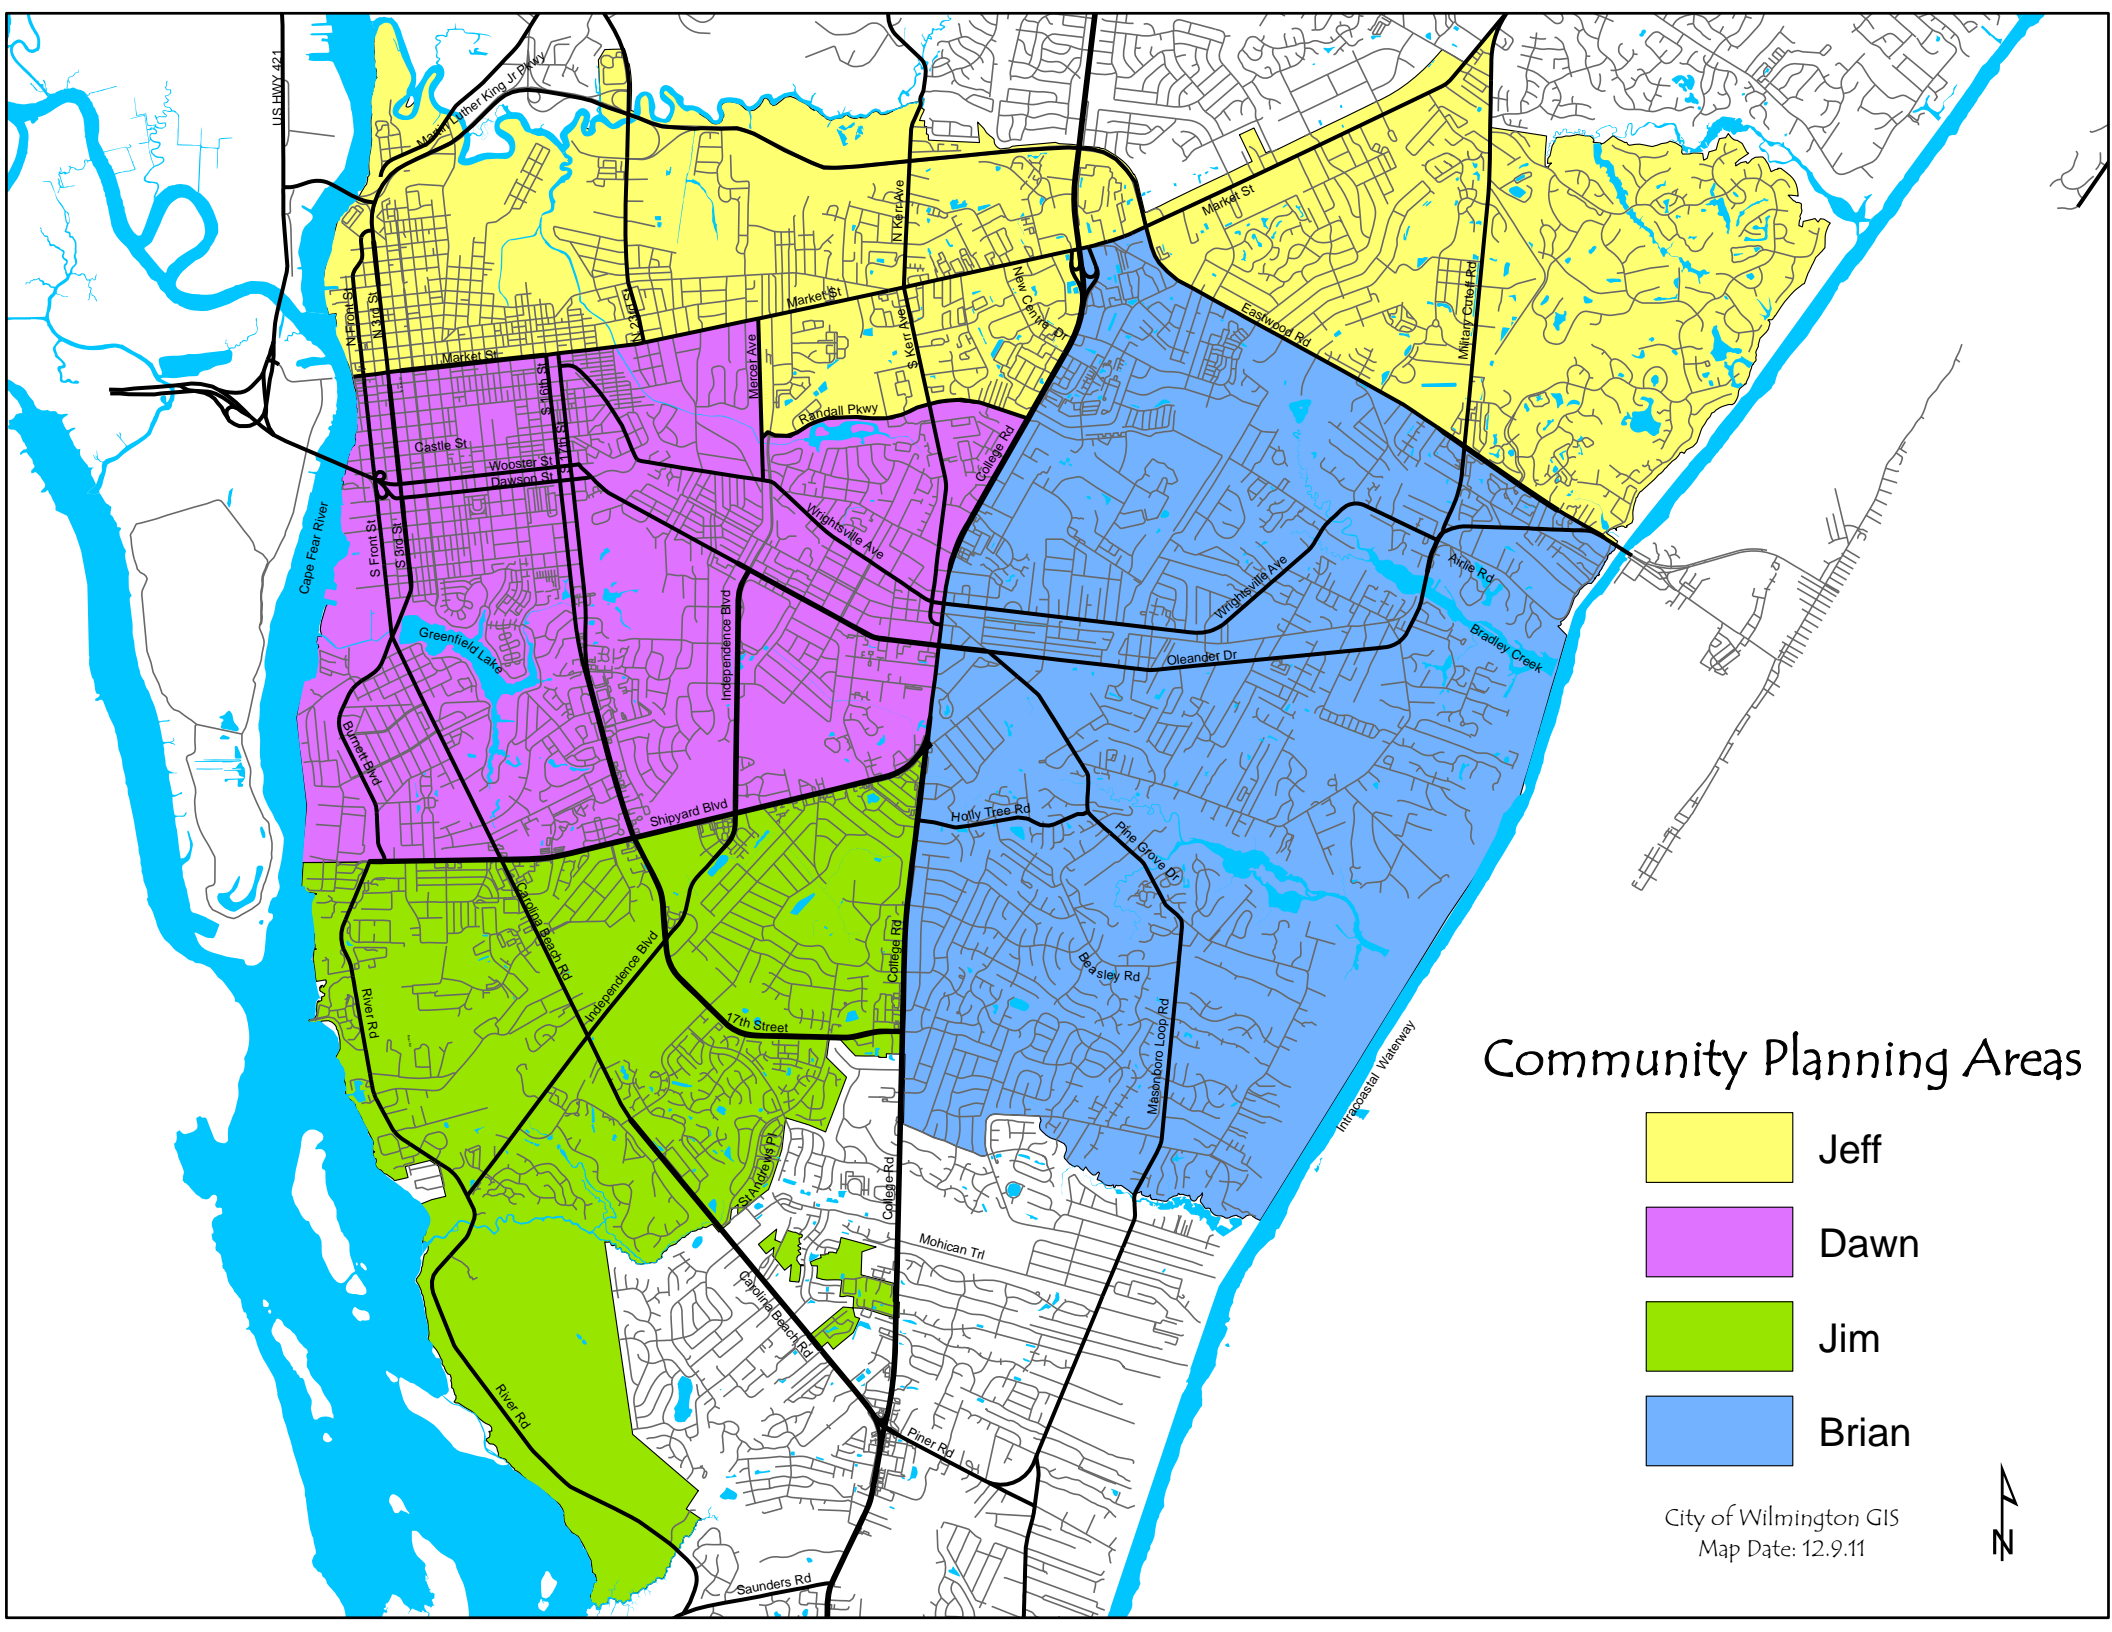 US HWY 421
Martin Luther King Jr Pkwy
N Kerr Ave
Market St
N Front St
N 3rd St
N 23rd St
Market St
New Centre Dr
Eastwood Rd
Military Cutoff Rd
Market St
S 16th St
Mercer Ave
S Kerr Ave
Randall Pkwy
Castle St
Wooster St
Dawson St
S 17th St
College Rd
Cape Fear River
S Front St
S 3rd St
Wrightsville Ave
Wrightsville Ave
Airlie Rd
Bradley Creek
Greenfield Lake
Independence Blvd
Oleander Dr
Burnett Blvd
Shipyard Blvd
Holly Tree Rd
Pine Grove Dr
Carolina Beach Rd
College Rd
Independence Blvd
Beasley Rd
River Rd
17th Street
Masonboro Loop Rd
Intracoastal Waterway
St Andrews Pl
College Rd
Mohican Trl
Carolina Beach Rd
River Rd
Piner Rd
Saunders Rd
Community Planning Areas
Jeff
Dawn
Jim
Brian
City of Wilmington GIS
Map Date: 12.9.11
N